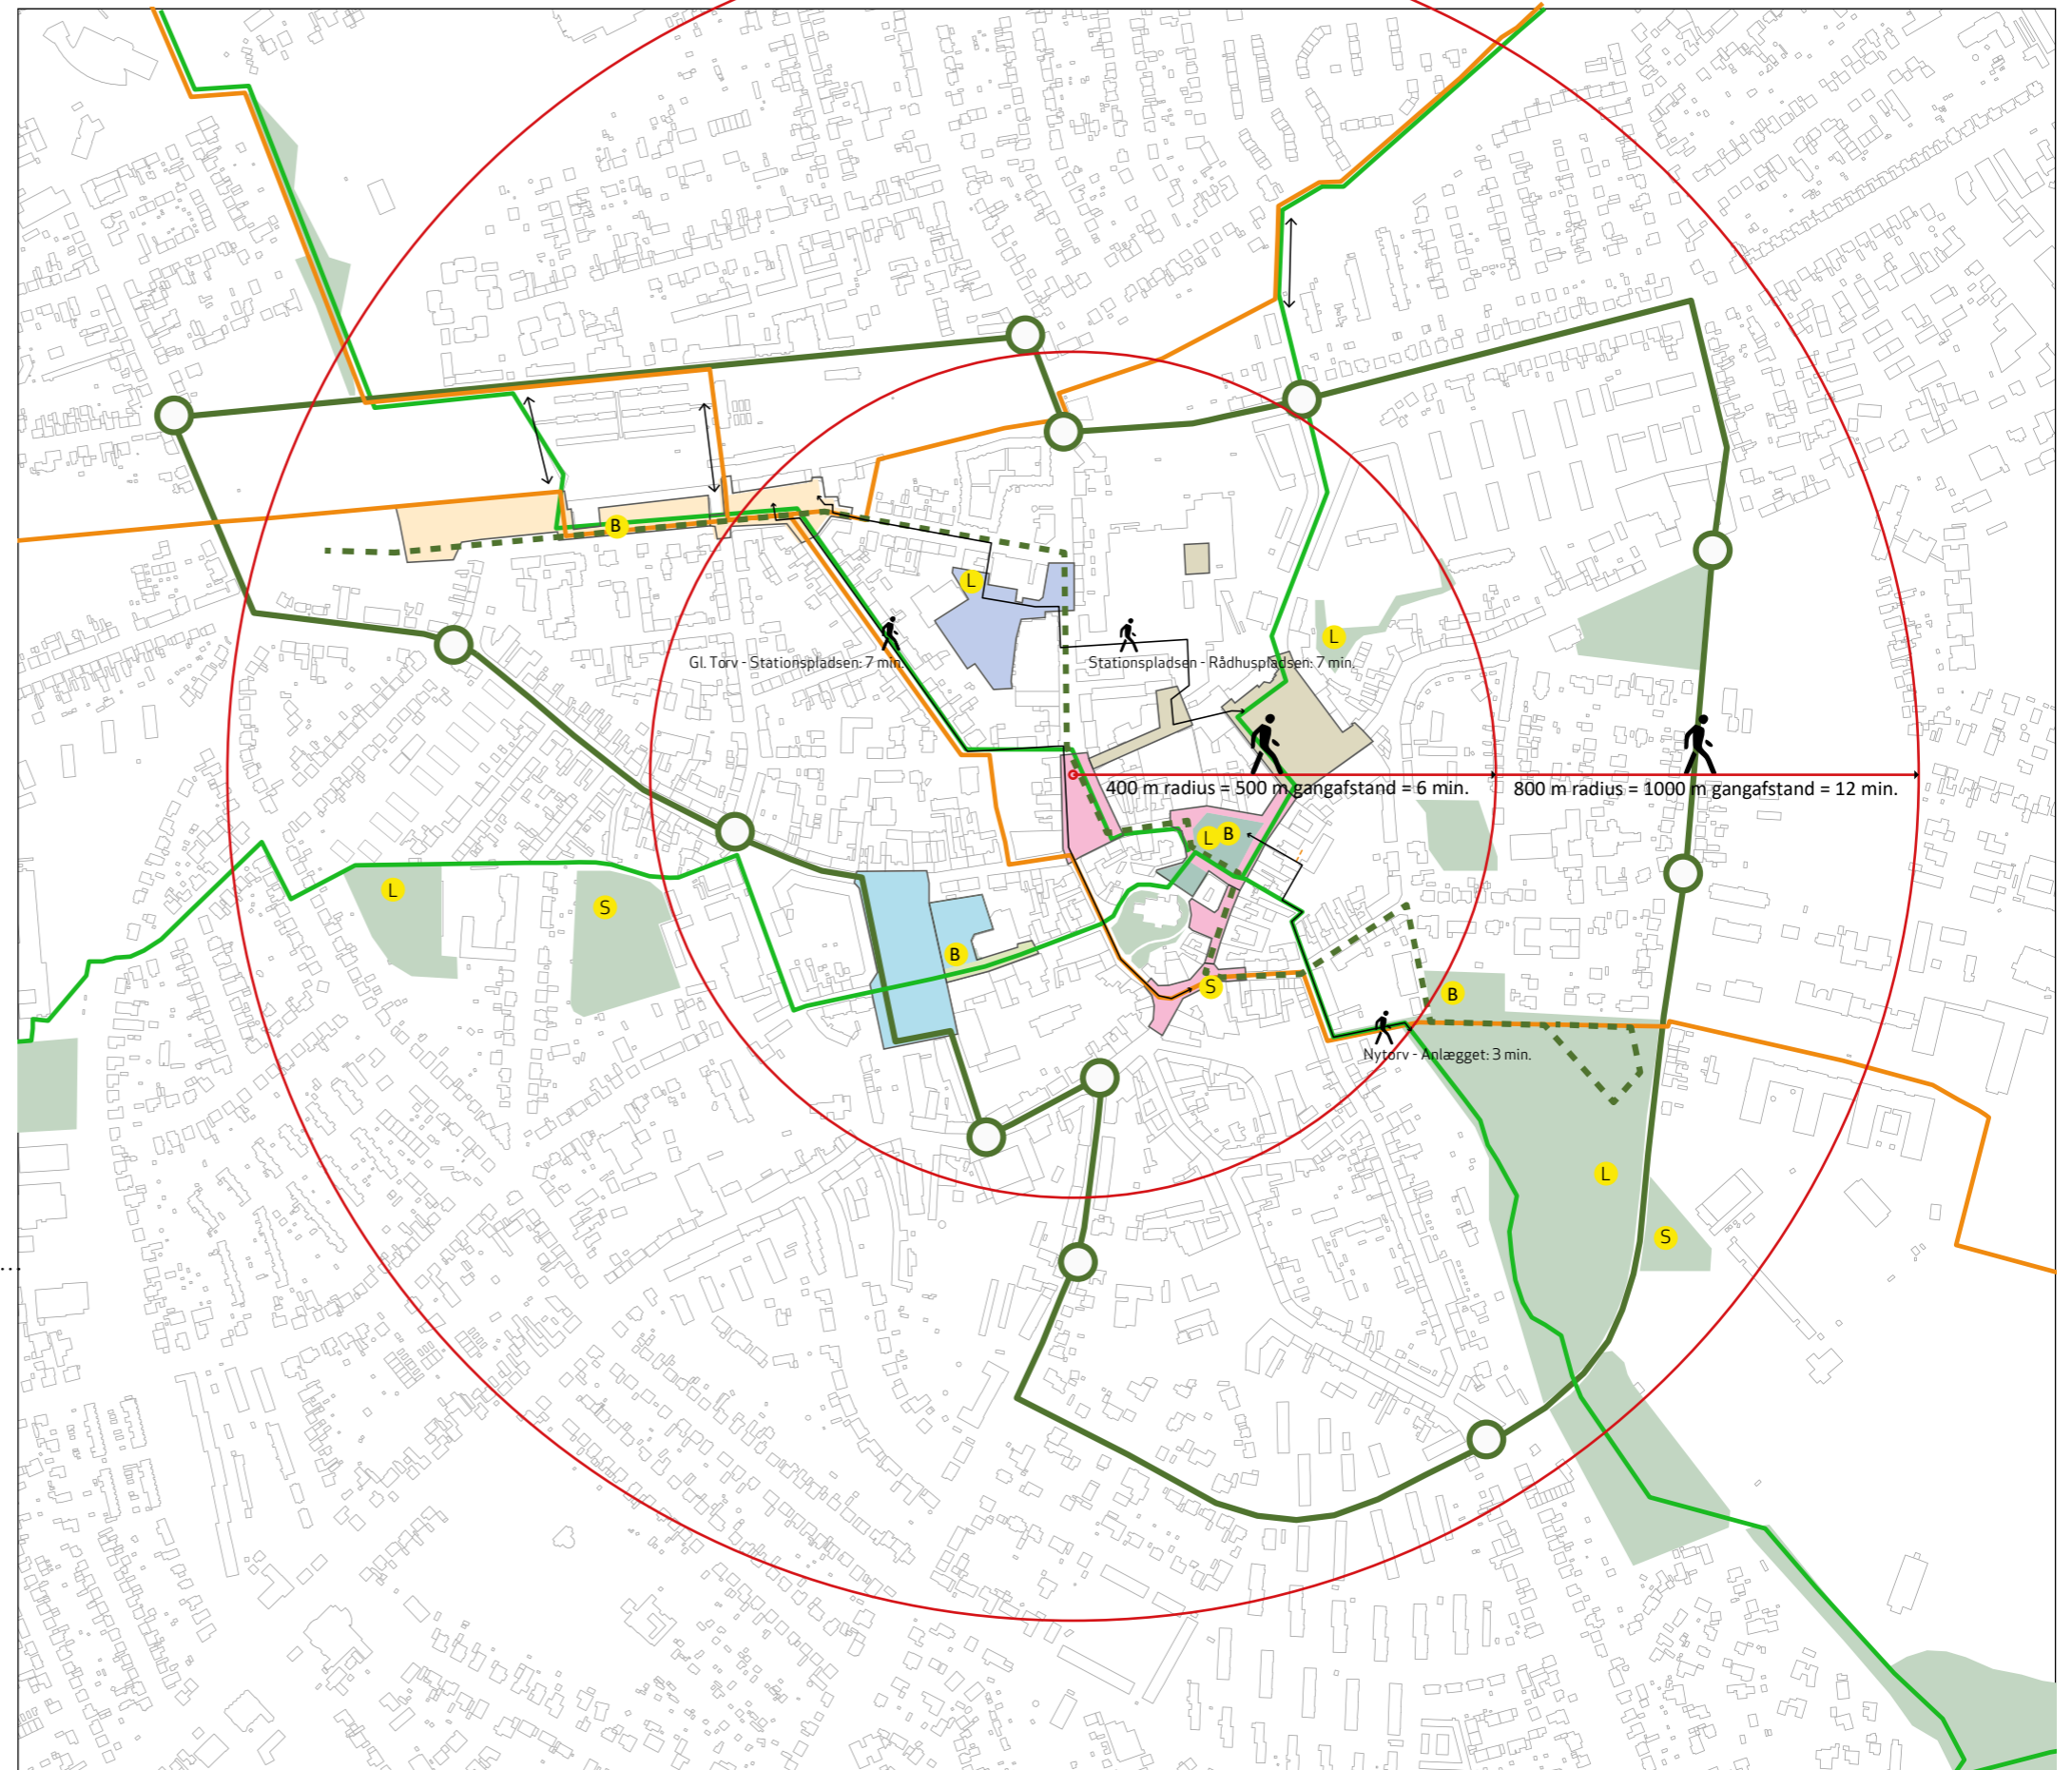 B
L
L
Gl. Torv - Stationspladsen: 7 min.
Stationspladsen - Rådhuspladsen: 7 min.
400 m radius = 500 m gangafstand = 6 min.
800 m radius = 1000 m gangafstand = 12 min.
L B
L
S
B
S
B
Nytorv - Anlægget: 3 min.
L
S
...